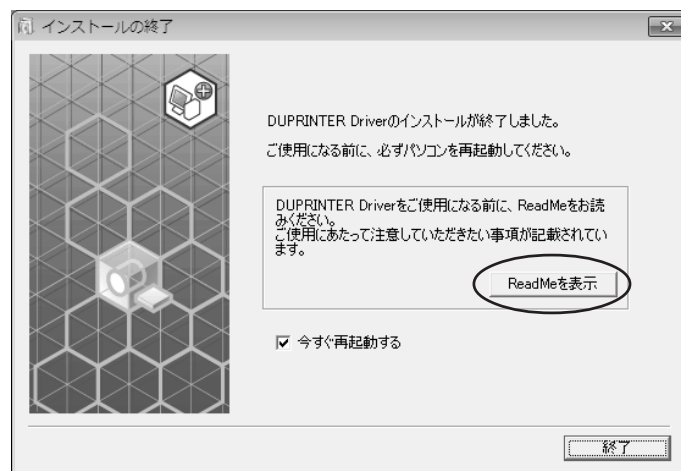 インストールの終了
DUPRINTER Driverのインストールが終了しました。
ご使用になる前に、必ずパソコンを再起動してください。
DUPRINTER Driverをご使用になる前に、ReadMeをお読
みください。
ご使用にあたって注意していただきたい事項が記載されてい
ます。
ReadMeを表示
今すぐ再起動する
終了